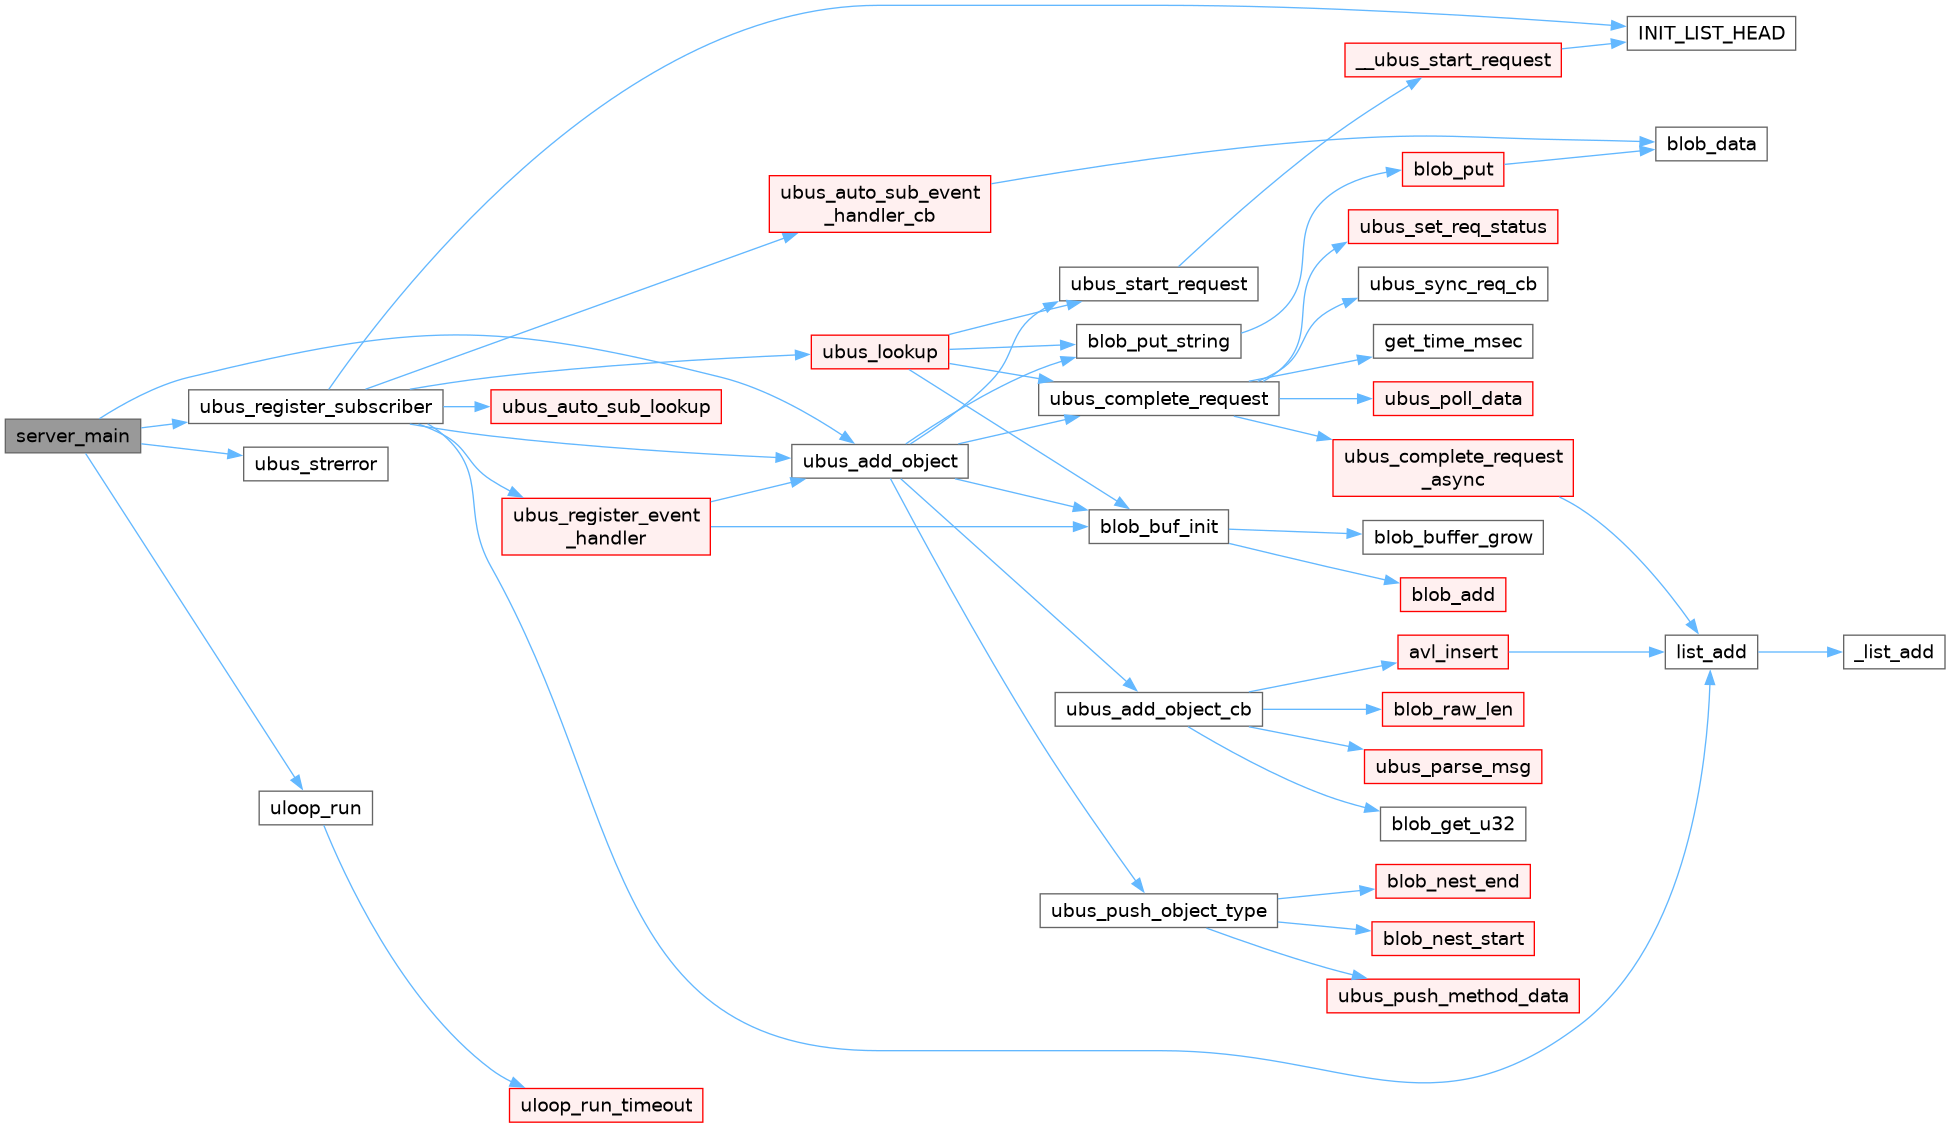 server_main
ubus_register_subscriber
ubus_strerror
uloop_run
ubus_auto_sub_lookup
ubus_register_event
_handler
uloop_run_timeout
ubus_auto_sub_event
_handler_cb
ubus_lookup
ubus_add_object
ubus_start_request
blob_put_string
ubus_complete_request
blob_buf_init
ubus_add_object_cb
ubus_push_object_type
__ubus_start_request
blob_put
ubus_set_req_status
ubus_sync_req_cb
get_time_msec
ubus_poll_data
ubus_complete_request
_async
blob_buffer_grow
blob_add
avl_insert
blob_raw_len
ubus_parse_msg
blob_get_u32
blob_nest_end
blob_nest_start
ubus_push_method_data
INIT_LIST_HEAD
blob_data
list_add
_list_add